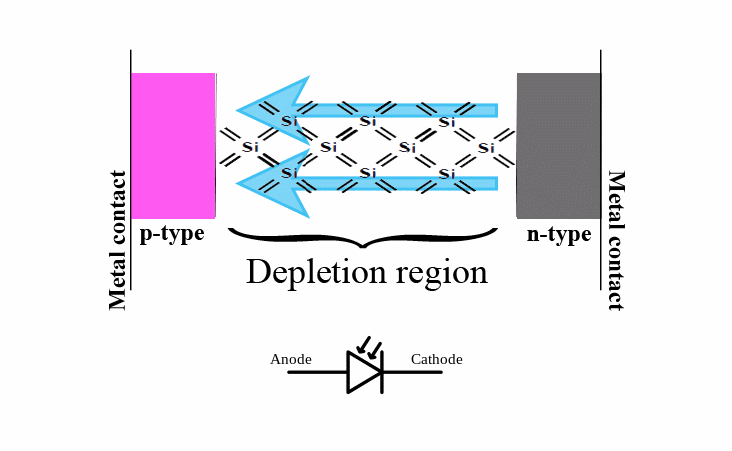 Si Si Si
Si Si Si Si
Si Si Si
Metal contact
p-type
n-type
Metal contact
Depletion region
Anode
Cathode